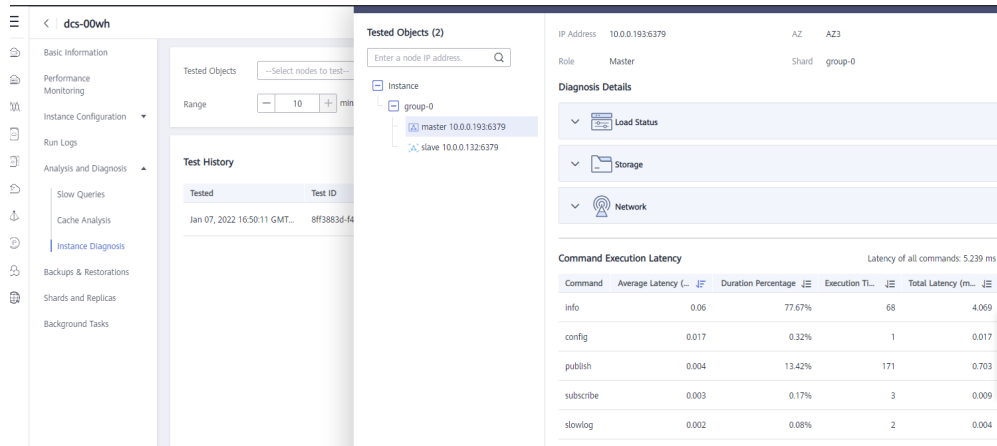 dcs-00wh
Basic Information
Performance
Monitoring
Instance Configuration
Run Logs
Analysis and Diagnosis
Slow Queries
Cache Analysis
Instance Diagnosis
Backups & Restorations
Shards and Replicas
Background Tasks
Tested Objects
--Select nodes to test--
Range
10
min
Test History
Tested
Test ID
Jan 07, 2022 16:50:11 GMT...
8ff3883d-f4
Tested Objects (2)
Enter a node IP address.
Instance
group-0
master 10.0.0.193:6379
slave 10.0.0.132:6379
IP Address 10.0.0.193:6379 AZ AZ3
Role Master Shard group-0
Diagnosis Details
Load Status
Storage
Network
Command Execution Latency Latency of all commands: 5.239 ms
Command Average Latency (... Duration Percentage Execution Ti... Total Latency (m...
info 0.06 77.67% 68 4.069
config 0.017 0.32% 1 0.017
publish 0.004 13.42% 171 0.703
subscribe 0.003 0.17% 3 0.009
slowlog 0.002 0.08% 2 0.004